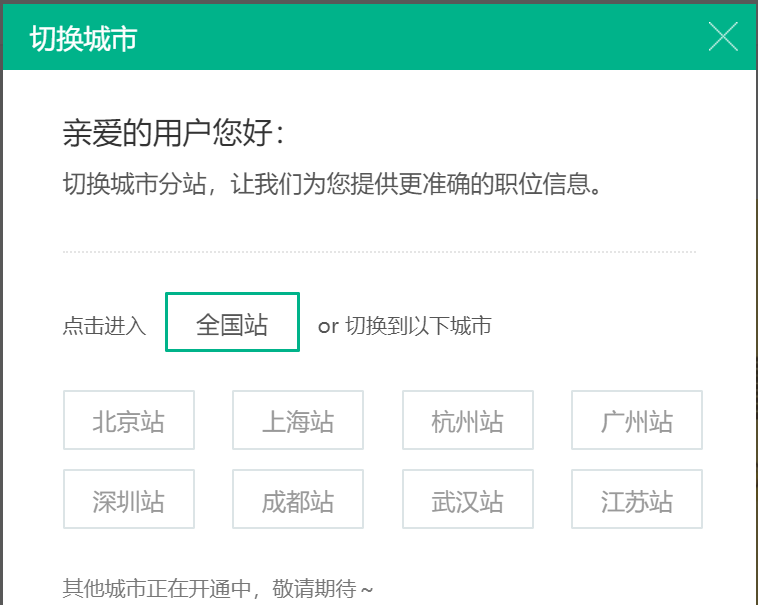 切换城市
亲爱的用户您好：
切换城市分站，让我们为您提供更准确的职位信息。
点击进入 全国站 or 切换到以下城市
北京站 上海站 杭州站 广州站
深圳站 成都站 武汉站 江苏站
其他城市正在开通中，敬请期待~